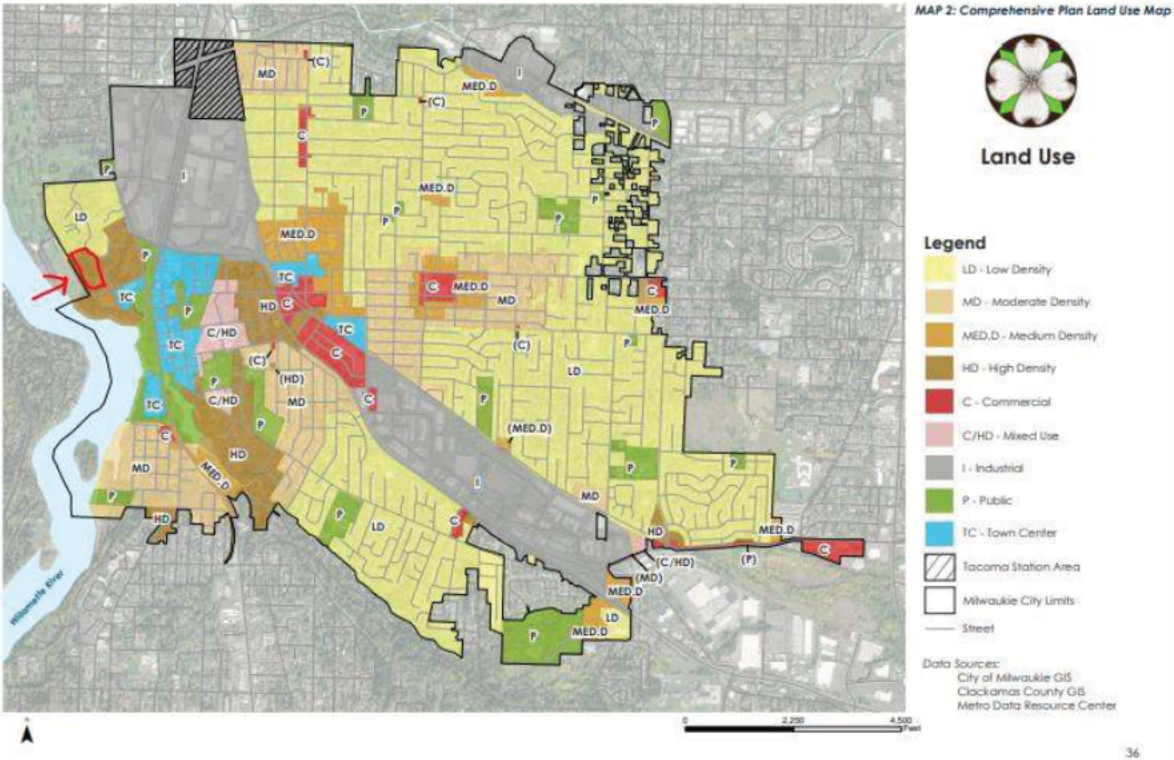 MAP 2: Comprehensive Plan Land Use Map
Land Use
Legend
LD - Low Density
MD - Moderate Density
MED.D - Medium Density
HD - High Density
C - Commercial
C/HD - Mixed Use
I - Industrial
P - Public
TC - Town Center
Tacoma Station Area
Milwaukie City Limits
Street
Data Sources:
City of Milwaukie GIS
Clackamas County GIS
Metro Data Resource Center
MD
(C)
I
MED.D
P
(C)
P
C
P
I
MED.D
P
P
P
P
LD
MED.D
P
TC
TC
HD
C
C
MED.D
MD
C
MED.D
P
C/HD
TC
TC
C
(C)
P
(C)
(HD)
LD
P
C/HD
MD
C
P
TC
P
C
(MED.D)
HD
MD
MED.D
P
P
I
MD
P
HD
P
LD
C
HD
MED.D
C
(P)
(C/HD)
(MD)
MED.D
LD
P
MED.D
Willamette River
0
2,250
4,500
Feet
36